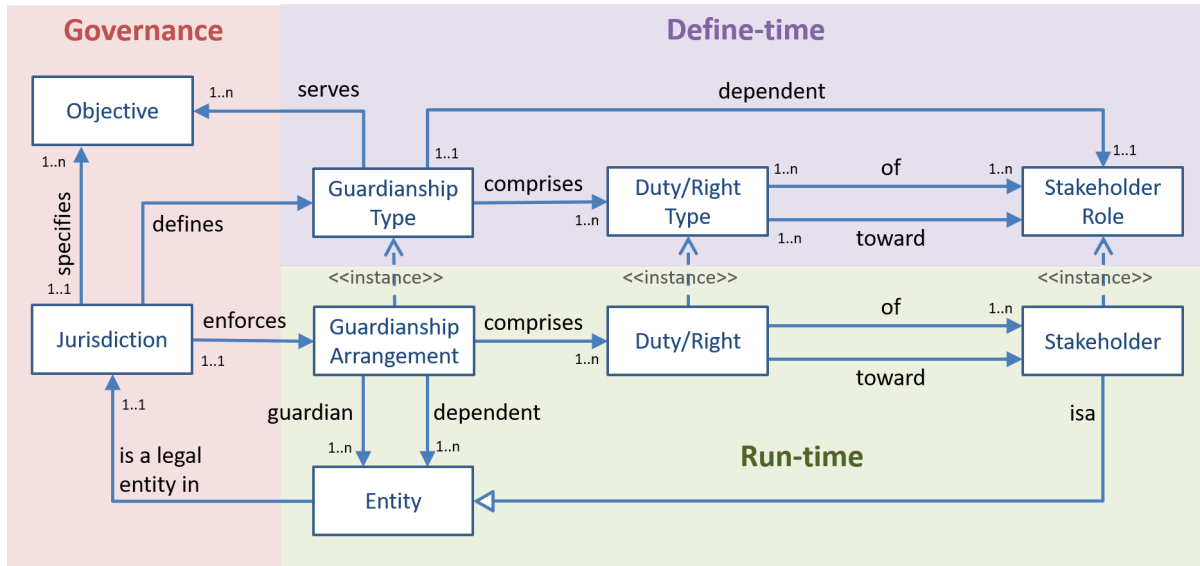 Governance
Define-time
Objective
1..n
serves
dependent
1..n
1..1
1..1
Guardianship
Type
comprises
1..n
Duty/Right
Type
1..n
of
1..n
Stakeholder
Role
1..n
toward
specifies
defines
1..1
<<instance>>
<<instance>>
<<instance>>
Jurisdiction
enforces
1..1
Guardianship
Arrangement
comprises
1..n
Duty/Right
of
1..n
Stakeholder
toward
1..1
guardian
dependent
isa
1..n
1..n
is a legal
entity in
Run-time
Entity